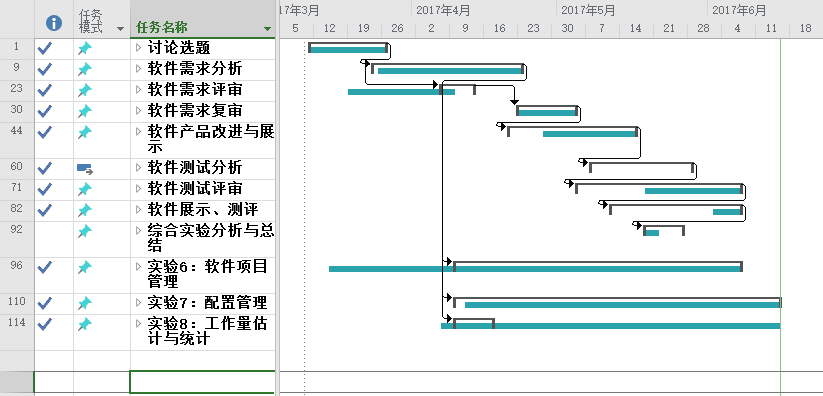 17年3月 2017年4月 2017年5月 2017年6月
任务模式 任务名称 5 12 19 26 2 9 16 23 30 7 14 21 28 4 11 18
1 讨论选题
9 软件需求分析
23 软件需求评审
30 软件需求复审
44 软件产品改进与展
示
60 软件测试分析
71 软件测试评审
82 软件展示、测评
92 综合实验分析与总
结
96 实验6：软件项目
管理
110 实验7：配置管理
114 实验8：工作量估
计与统计